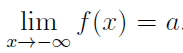 lim f(x) = a.
x→−∞